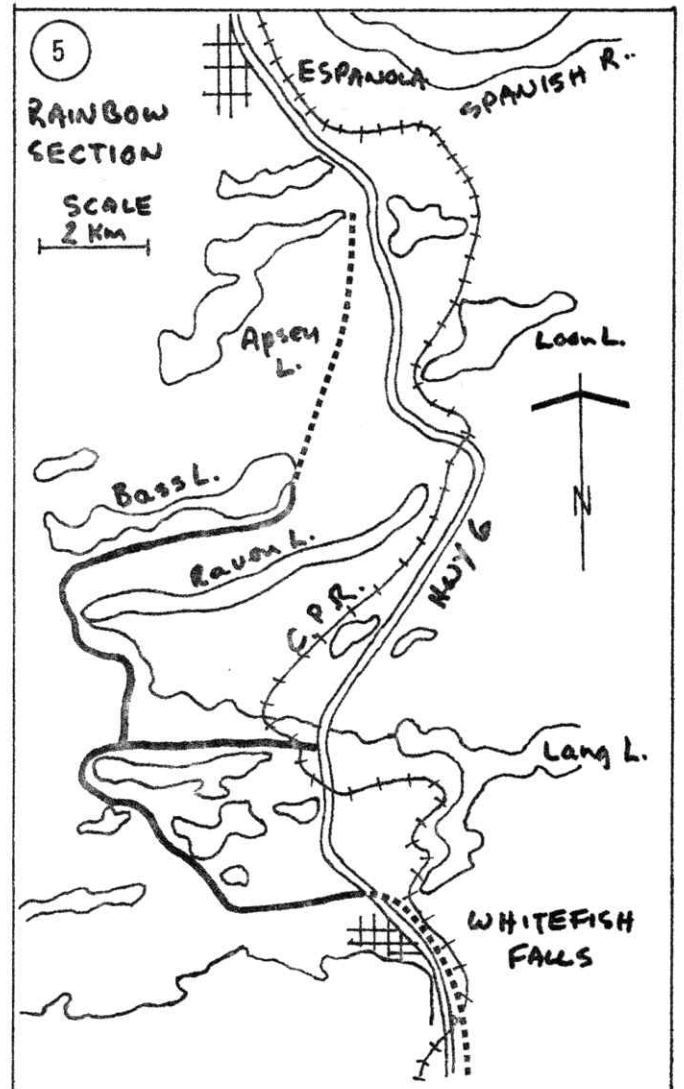 5
RAINBOW
SECTION
SCALE
2 Km
ESPANOLA
SPANISH R.
Apsey
L.
Loon L.
N
Bass L.
Raven L.
C.P.R.
Hwy 6
Lang L.
WHITEFISH
FALLS